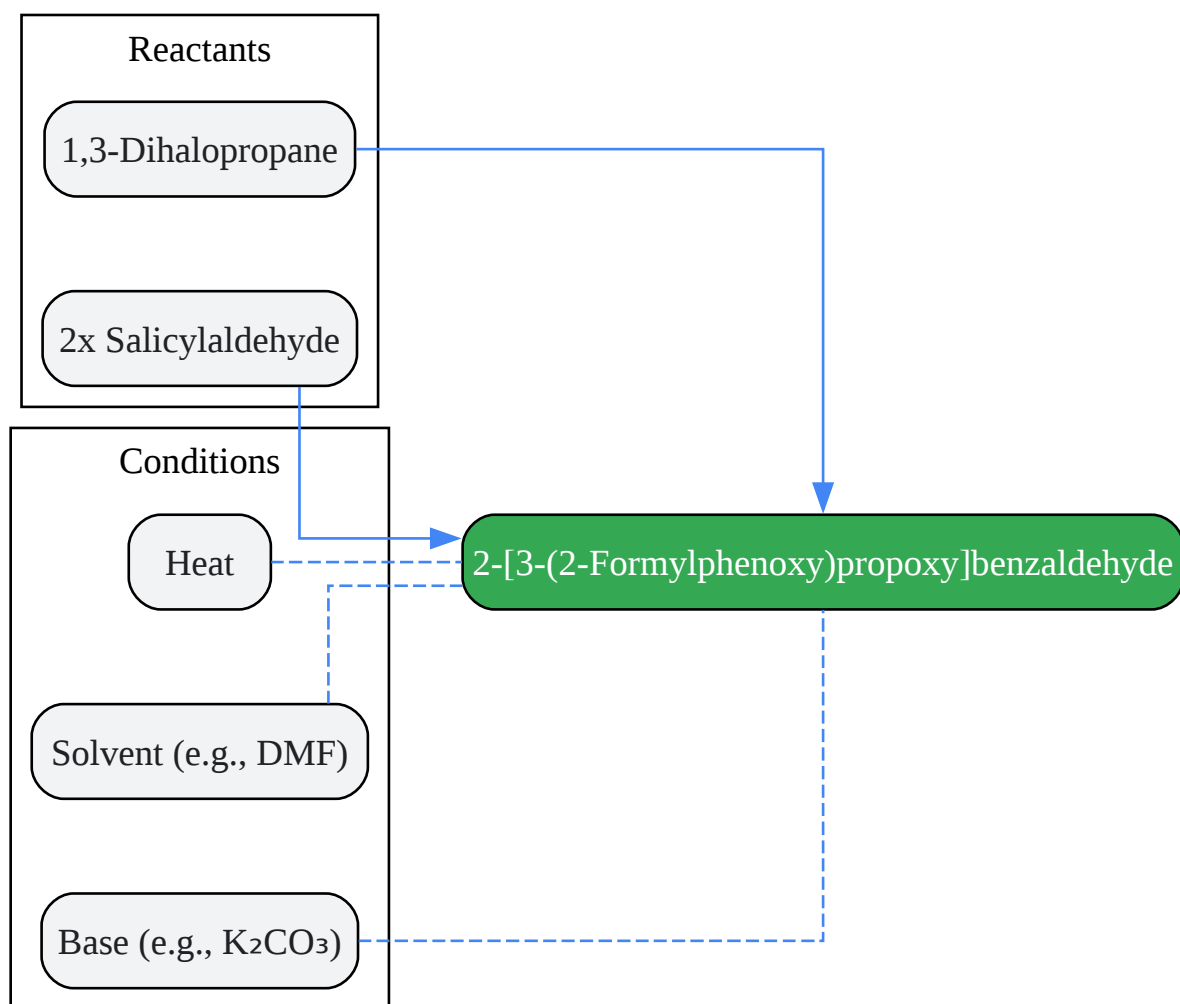 Reactants
1,3-Dihalopropane
2x Salicylaldehyde
Conditions
Heat
2-[3-(2-Formylphenoxy)propoxy]benzaldehyde
Solvent (e.g., DMF)
Base (e.g., K₂CO₃)